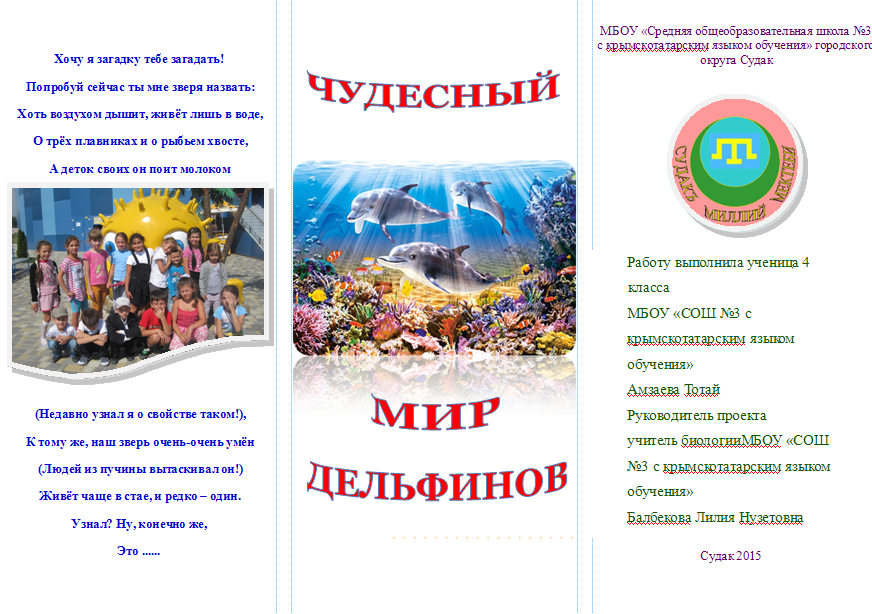 Хочу я загадку тебе загадать!
Попробуй сейчас ты мне зверя назвать:
Хоть воздухом дышит, живёт лишь в воде,
О трёх плавниках и о рыбьем хвосте,
А деток своих он поит молоком
(Недавно узнал я о свойстве таком!),
К тому же, наш зверь очень-очень умён
(Людей из пучины вытаскивал он!)
Живёт чаще в стае, и редко – один.
Узнал? Ну, конечно же,
Это ......
ЧУДЕСНЫЙ
МИР
ДЕЛЬФИНОВ
МБОУ «Средняя общеобразовательная школа №3
с крымскотатарским языком обучения» городского
округа Судак
СУДАКЪ МИЛЛИЙ МЕКТЕБИ
Работу выполнила ученица 4
класса
МБОУ «СОШ №3 с
крымскотатарским языком
обучения»
Амзаева Тотай
Руководитель проекта
учитель биологииМБОУ «СОШ
№3 с крымскотатарским языком
обучения»
Балбекова Лилия Нузетовна
Судак 2015